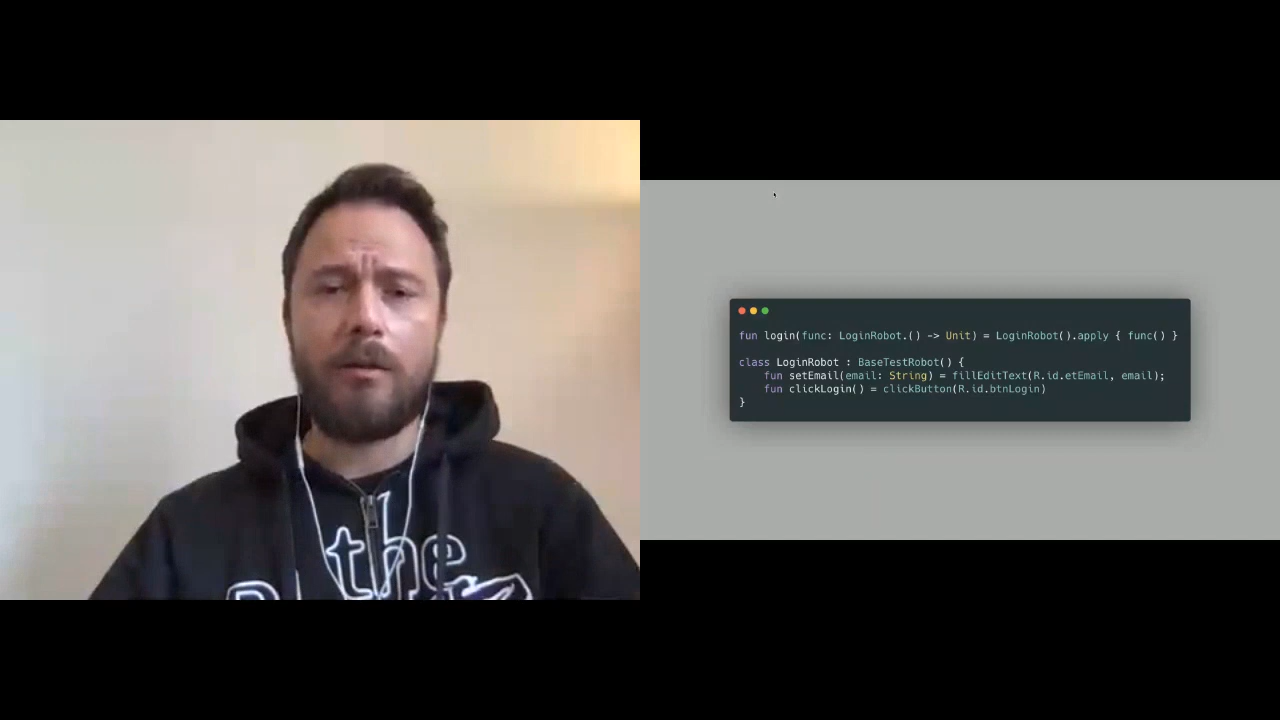 the
fun login(func: LoginRobot.() -> Unit) = LoginRobot().apply { func() }
class LoginRobot : BaseTestRobot() {
fun setEmail(email: String) = fillEditText(R.id.etEmail, email);
fun clickLogin() = clickButton(R.id.btnLogin)
}